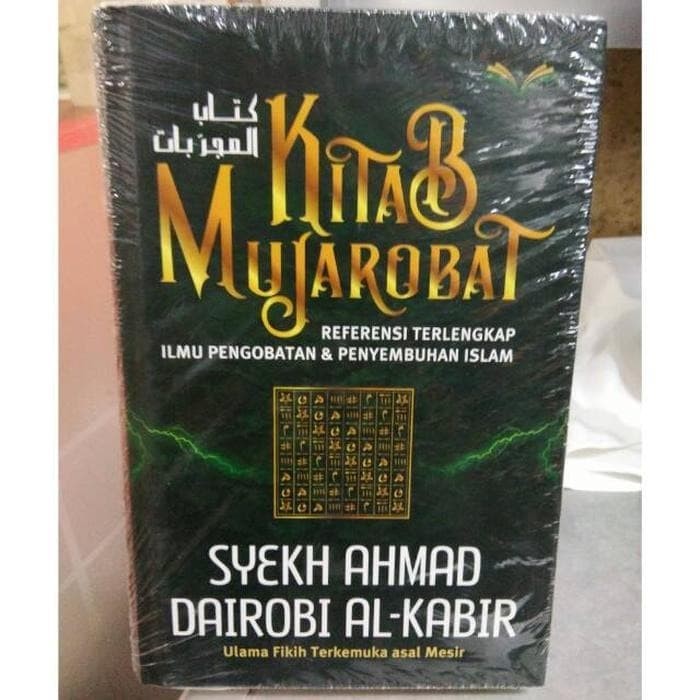 كتاب
المجربات
KITAB
MUJAROBAT
REFERENSI TERLENGKAP
ILMU PENGOBATAN & PENYEMBUHAN ISLAM
SYEKH AHMAD
DAIROBI AL-KABIR
Ulama Fikih Terkemuka asal Mesir